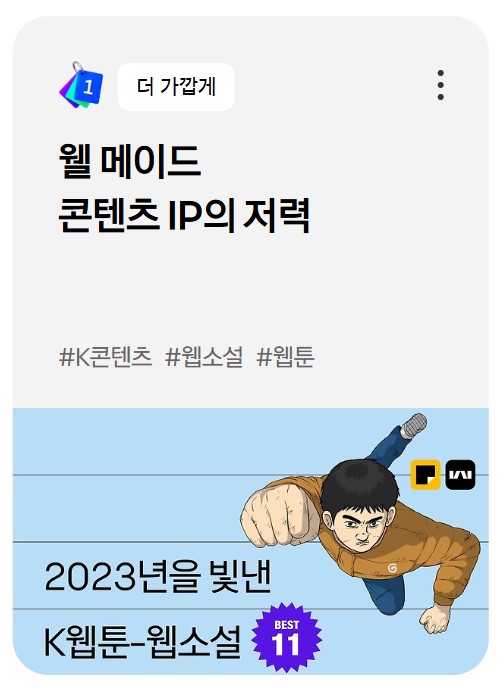 1
더 가깝게
웰 메이드
콘텐츠 IP의 저력
#K콘텐츠 #웹소설 #웹툰
2023년을 빛낸
K웹툰-웹소설
BEST
11